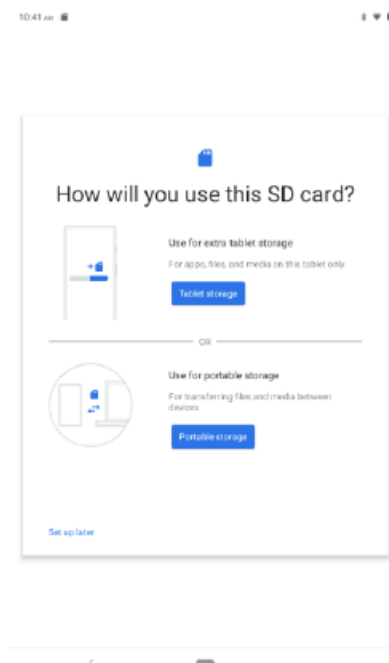 10:41 AM
How will you use this SD card?
Use for extra tablet storage
For apps, files, and media on this tablet only
Tablet storage
OR
Use for portable storage
For transferring files and media between
devices
Portable storage
Set up later